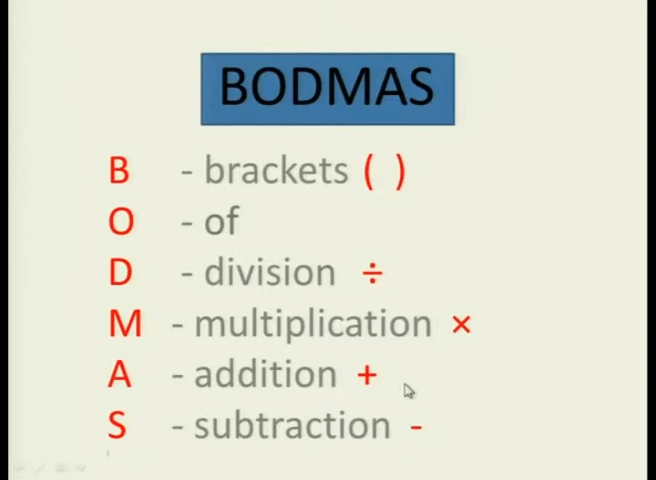 BODMAS
B - brackets ( )
O - of
D - division ÷
M - multiplication ×
A - addition +
S - subtraction -